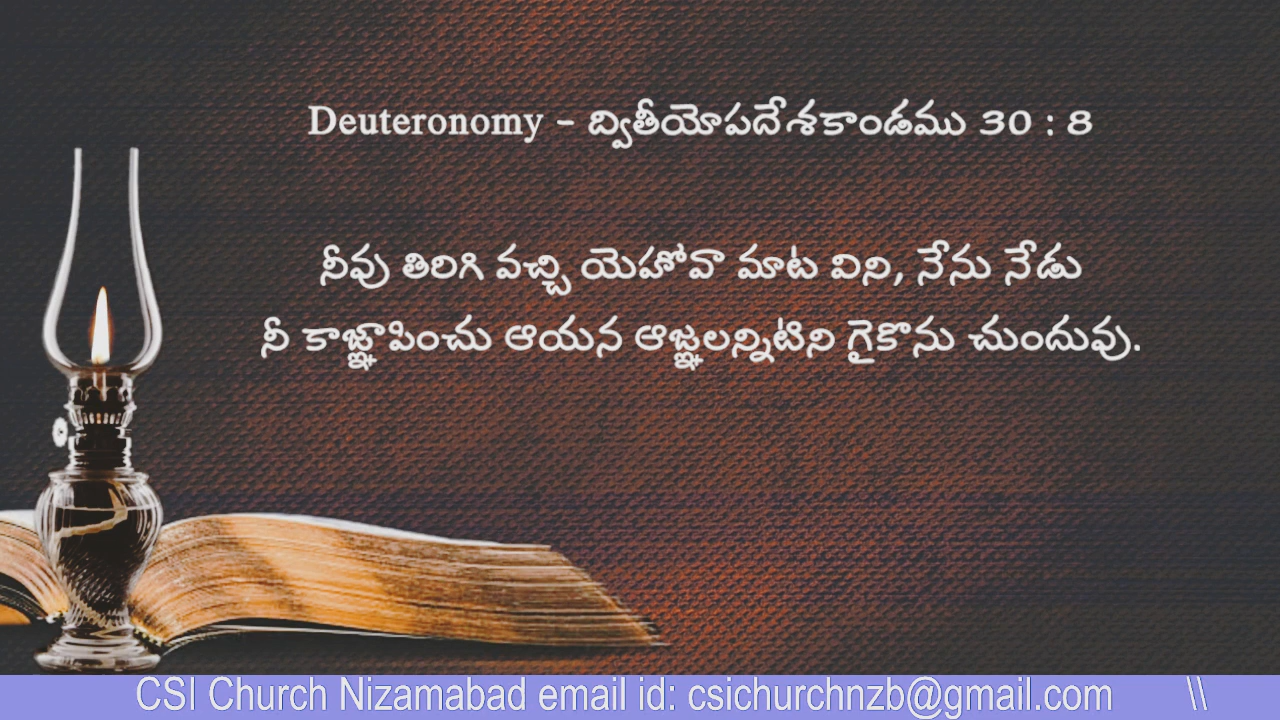 Deuteronomy - ద్వితీయోపదేశకాండము 30 : 8
నీవు తిరిగి వచ్చి యెహోవా మాట విని, నేను నేడు
నీ కాజ్ఞాపించు ఆయన ఆజ్ఞలన్నిటిని గైకొను చుందువు.
CSI Church Nizamabad email id: csichurchnzb@gmail.com \\